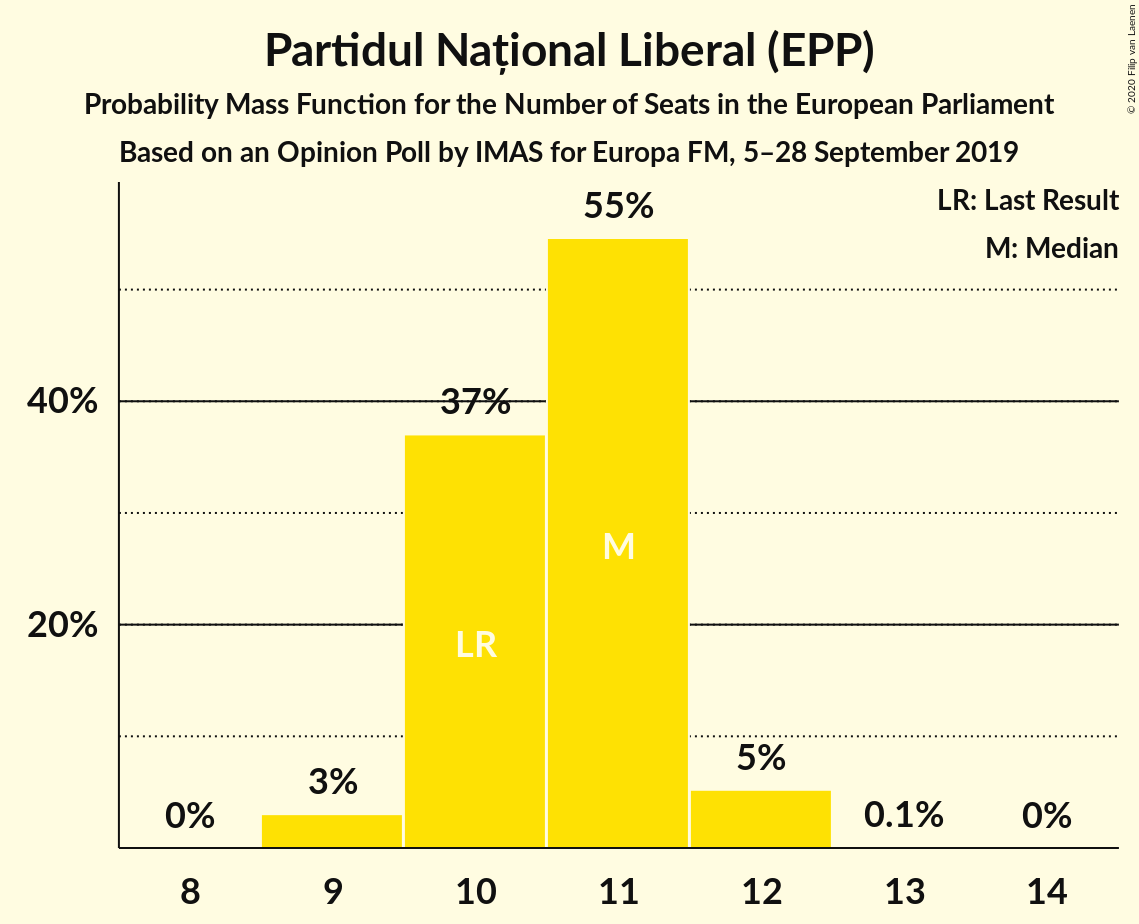 Partidul Național Liberal (EPP)
Probability Mass Function for the Number of Seats in the European Parliament
Based on an Opinion Poll by IMAS for Europa FM, 5–28 September 2019
© 2020 Filip van Laenen
LR: Last Result
M: Median
55%
40%
37%
M
20%
LR
5%
3%
0%
0.1%
0%
8 9 10 11 12 13 14